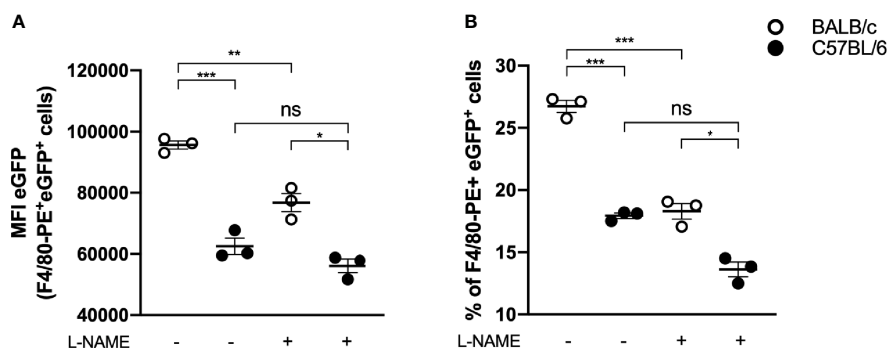 A
MFI eGFP
(F4/80-PE+eGFP+ cells)
120000
100000
80000
60000
40000
**
***
ns
*
L-NAME - - + +
B
% of F4/80-PE+ eGFP+ cells
30
25
20
15
10
***
***
ns
*
L-NAME - - + +
BALB/c
C57BL/6